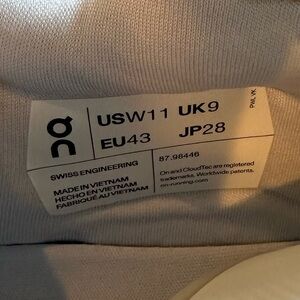 USW11 UK9
EU43 JP28
SWISS ENGINEERING
MADE IN VIETNAM
HECHO EN VIETNAM
FABRIQUÉ AU VIETNAM
87.98446
On and CloudTec are registered
trademarks. Worldwide patents.
on-running.com